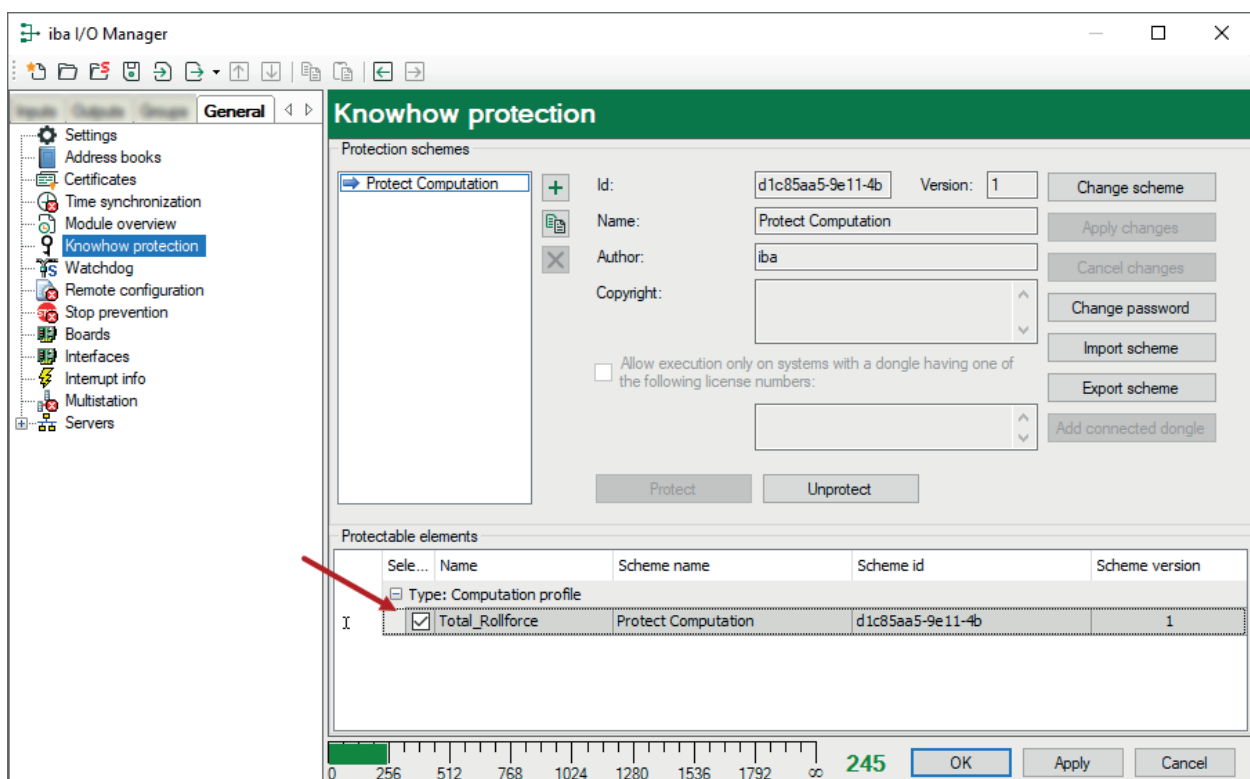 iba I/O Manager
General
Knowhow protection
Settings
Address books
Certificates
Time synchronization
Module overview
Knowhow protection
Watchdog
Remote configuration
Stop prevention
Boards
Interfaces
Interrupt info
Multistation
Servers
Protection schemes
Protect Computation
Id: d1c85aa5-9e11-4b Version: 1
Name: Protect Computation
Author: iba
Copyright:
Allow execution only on systems with a dongle having one of
the following license numbers:
Change scheme
Apply changes
Cancel changes
Change password
Import scheme
Export scheme
Add connected dongle
Protect Unprotect
Protectable elements
Sele... Name Scheme name Scheme id Scheme version
Type: Computation profile
Total_Rollforce Protect Computation d1c85aa5-9e11-4b 1
0 256 512 768 1024 1280 1536 1792 ∞
245 OK Apply Cancel